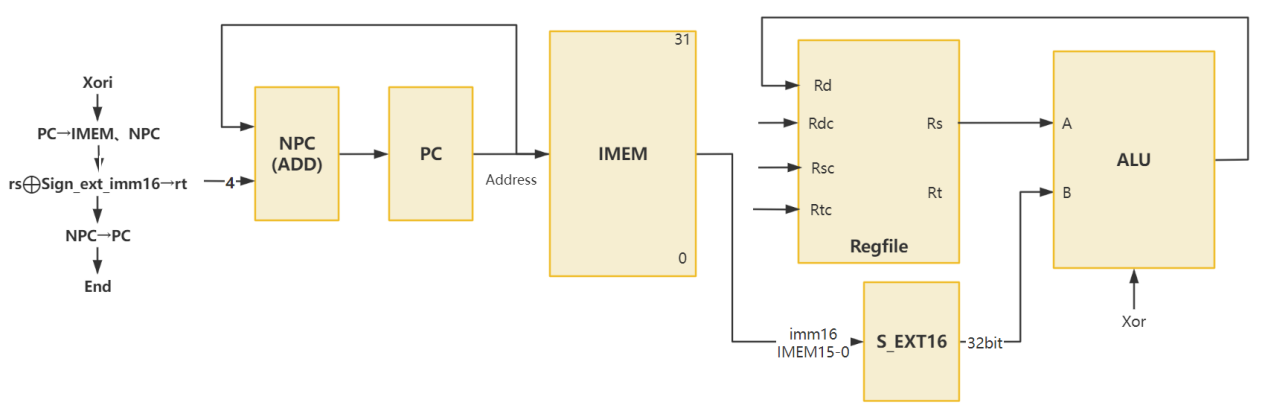 Xori
PC→IMEM、NPC
rs⊕Sign_ext_imm16→rt
NPC→PC
End
4
NPC
(ADD)
PC
Address
31
IMEM
0
Rd
Rdc
Rsc
Rtc
Rs
Rt
Regfile
imm16
IMEM15-0
S_EXT16
32bit
A
B
ALU
Xor